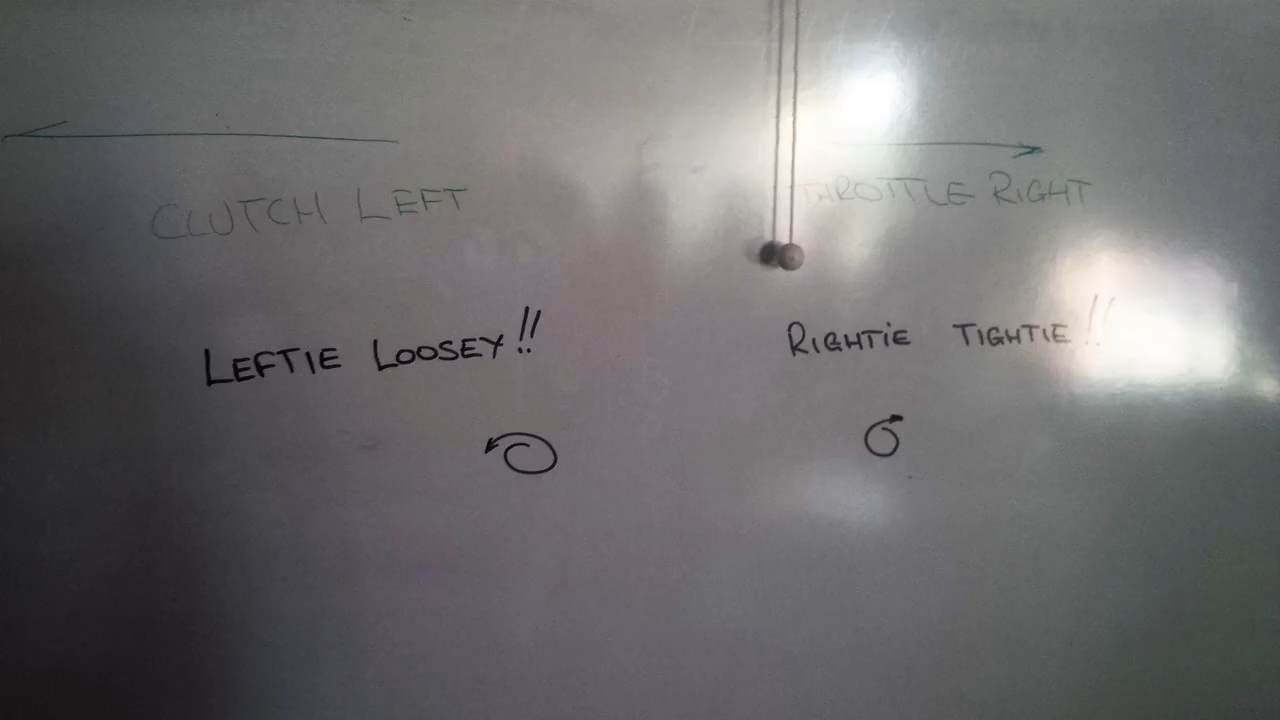 CLUTCH LEFT
THROTTLE RIGHT
LEFTIE LOOSEY!!
RIGHTIE TIGHTIE!!